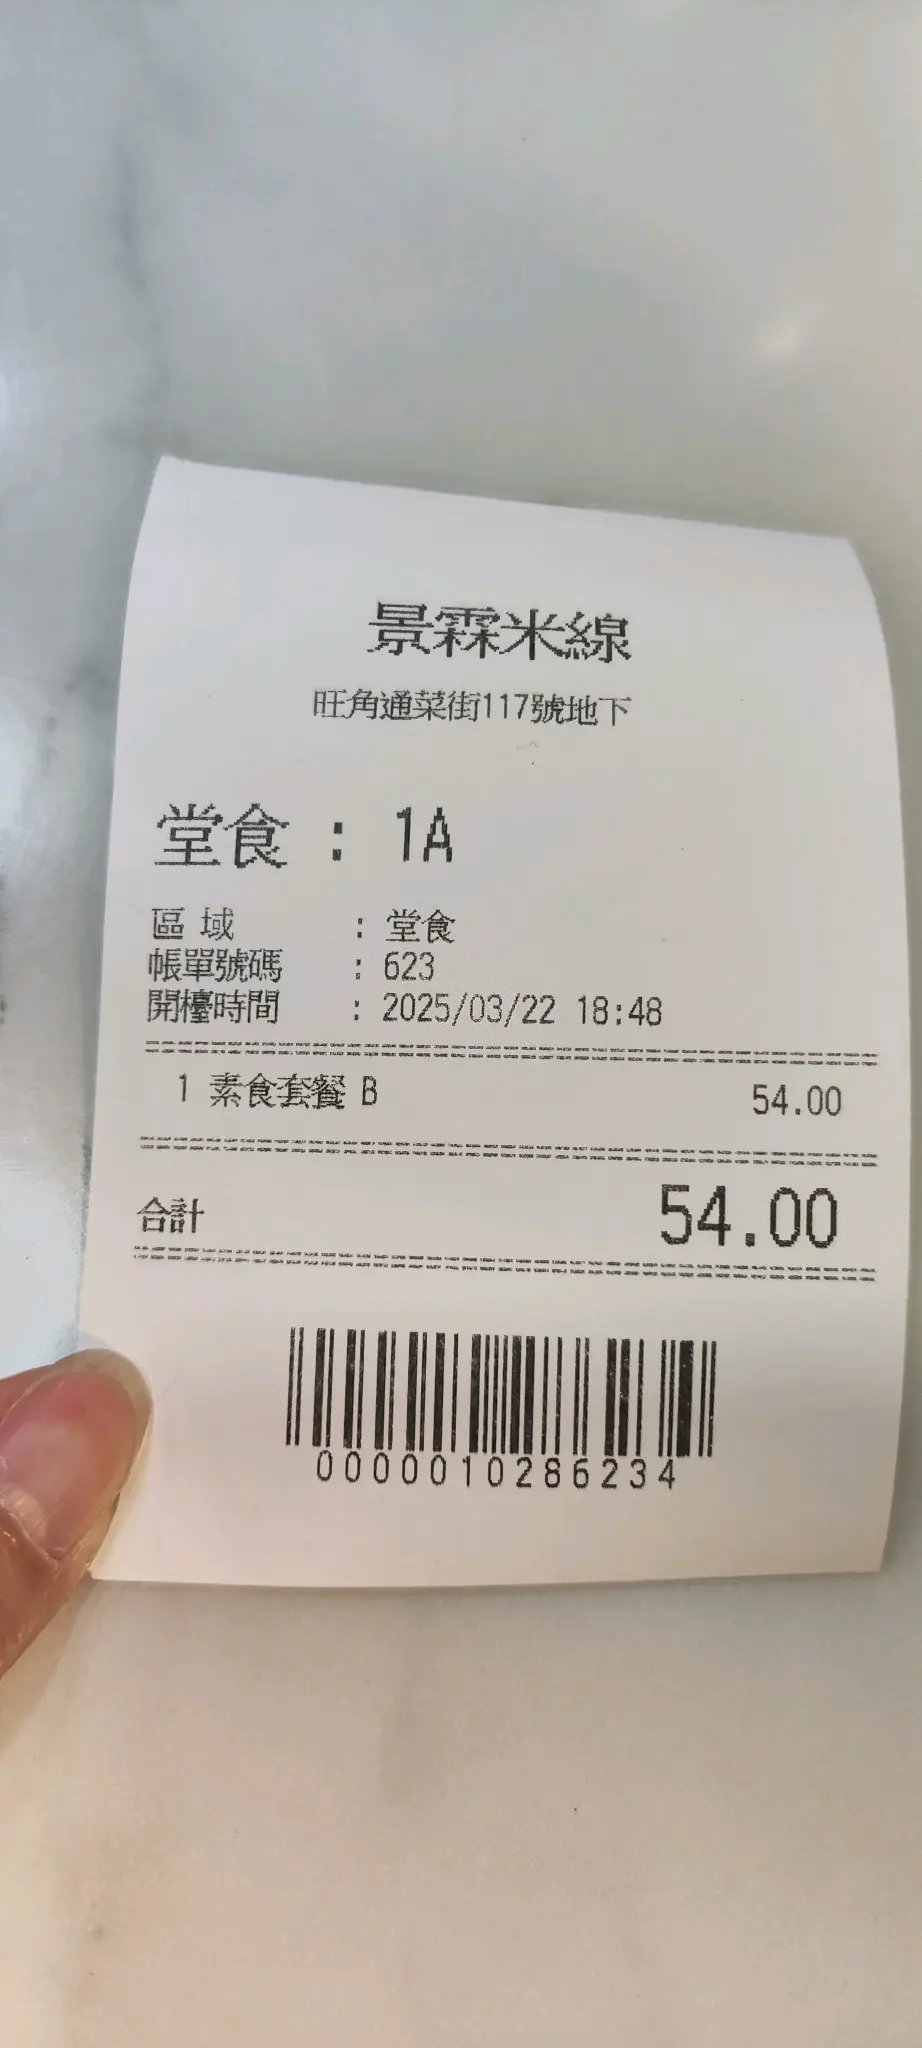 景霖米線
旺角通菜街117號地下
堂食 : 1A
區域 : 堂食
帳單號碼 : 623
開檯時間 : 2025/03/22 18:48
1 素食套餐 B 54.00
合計 54.00
0000010286234